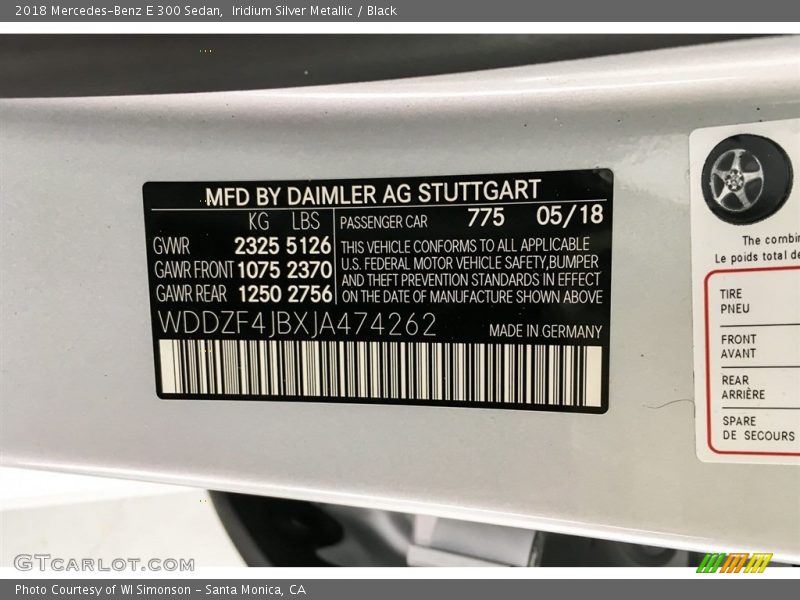 2018 Mercedes-Benz E 300 Sedan,  Iridium Silver Metallic / Black
MFD BY DAIMLER AG STUTTGART
KG LBS
GVWR 2325 5126
GAWR FRONT 1075 2370
GAWR REAR 1250 2756
PASSENGER CAR 775 05/18
THIS VEHICLE CONFORMS TO ALL APPLICABLE
U.S. FEDERAL MOTOR VEHICLE SAFETY,BUMPER
AND THEFT PREVENTION STANDARDS IN EFFECT
ON THE DATE OF MANUFACTURE SHOWN ABOVE
WDDZF4JBXJA474262
MADE IN GERMANY
The combin
Le poids total de
TIRE
PNEU
FRONT
AVANT
REAR
ARRIÈRE
SPARE
DE SECOURS
GTCARLOT.COM
Photo Courtesy of WI Simonson - Santa Monica, CA